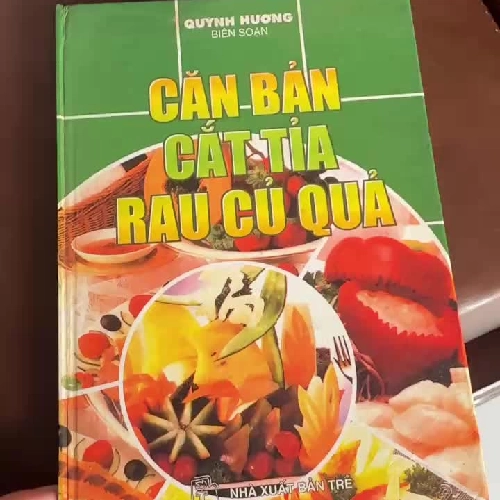 QUỲNH HƯƠNG
BIÊN SOẠN
CĂN BẢN
CẮT TỈA
RAU CỦ QUẢ
NHÀ XUẤT BẢN TRẺ